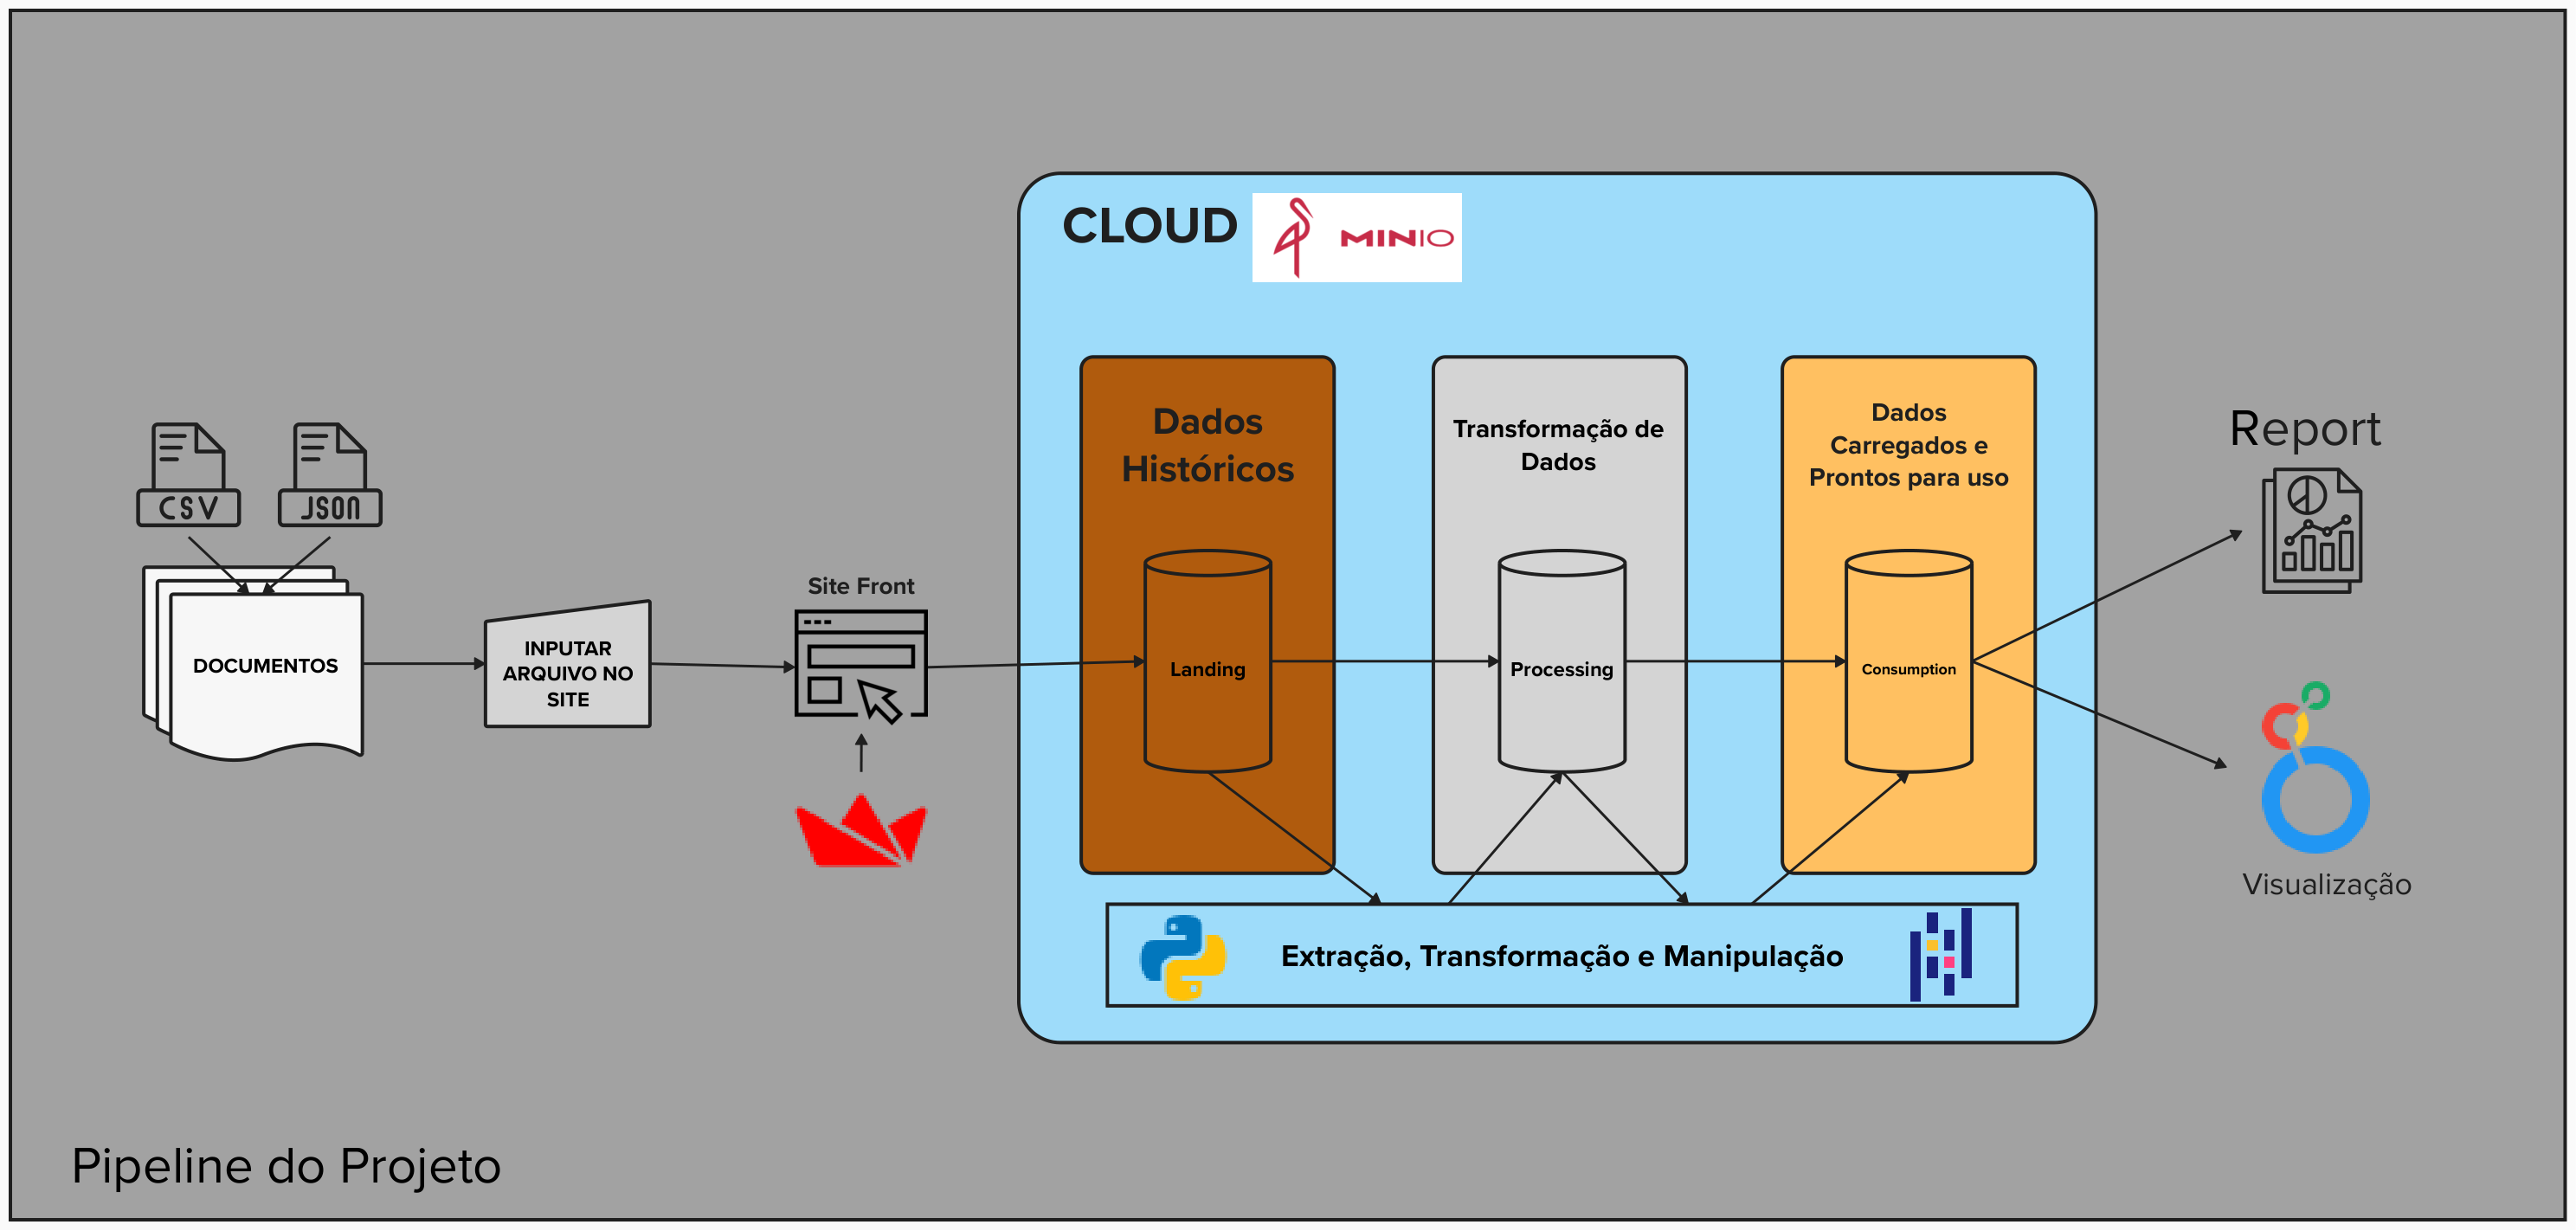 CLOUD
MINIO
Dados
Históricos
Transformação de
Dados
Dados
Carregados e
Prontos para uso
Report
CSV
JSON
Site Front
DOCUMENTOS
INPUTAR
ARQUIVO NO
SITE
Landing
Processing
Consumption
Visualização
Extração, Transformação e Manipulação
Pipeline do Projeto